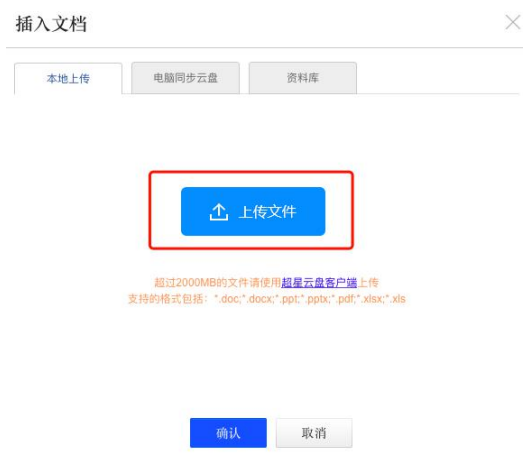 插入文档
本地上传 电脑同步云盘 资料库
上传文件
超过2000MB的文件请使用超星云盘客户端上传
支持的格式包括：*.doc;*.docx;*.ppt;*.pptx;*.pdf;*.xlsx;*.xls
确认 取消